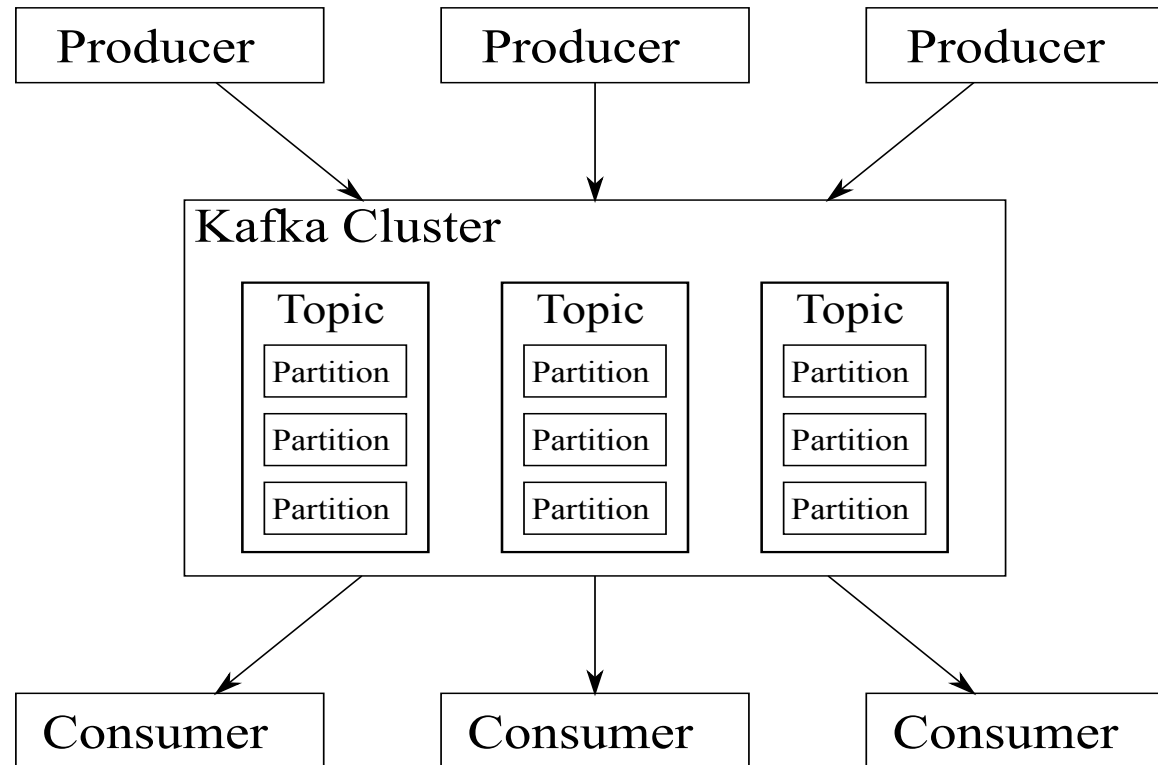 Producer Producer Producer
Kafka Cluster
Topic Topic Topic
Partition Partition Partition
Partition Partition Partition
Partition Partition Partition
Consumer Consumer Consumer